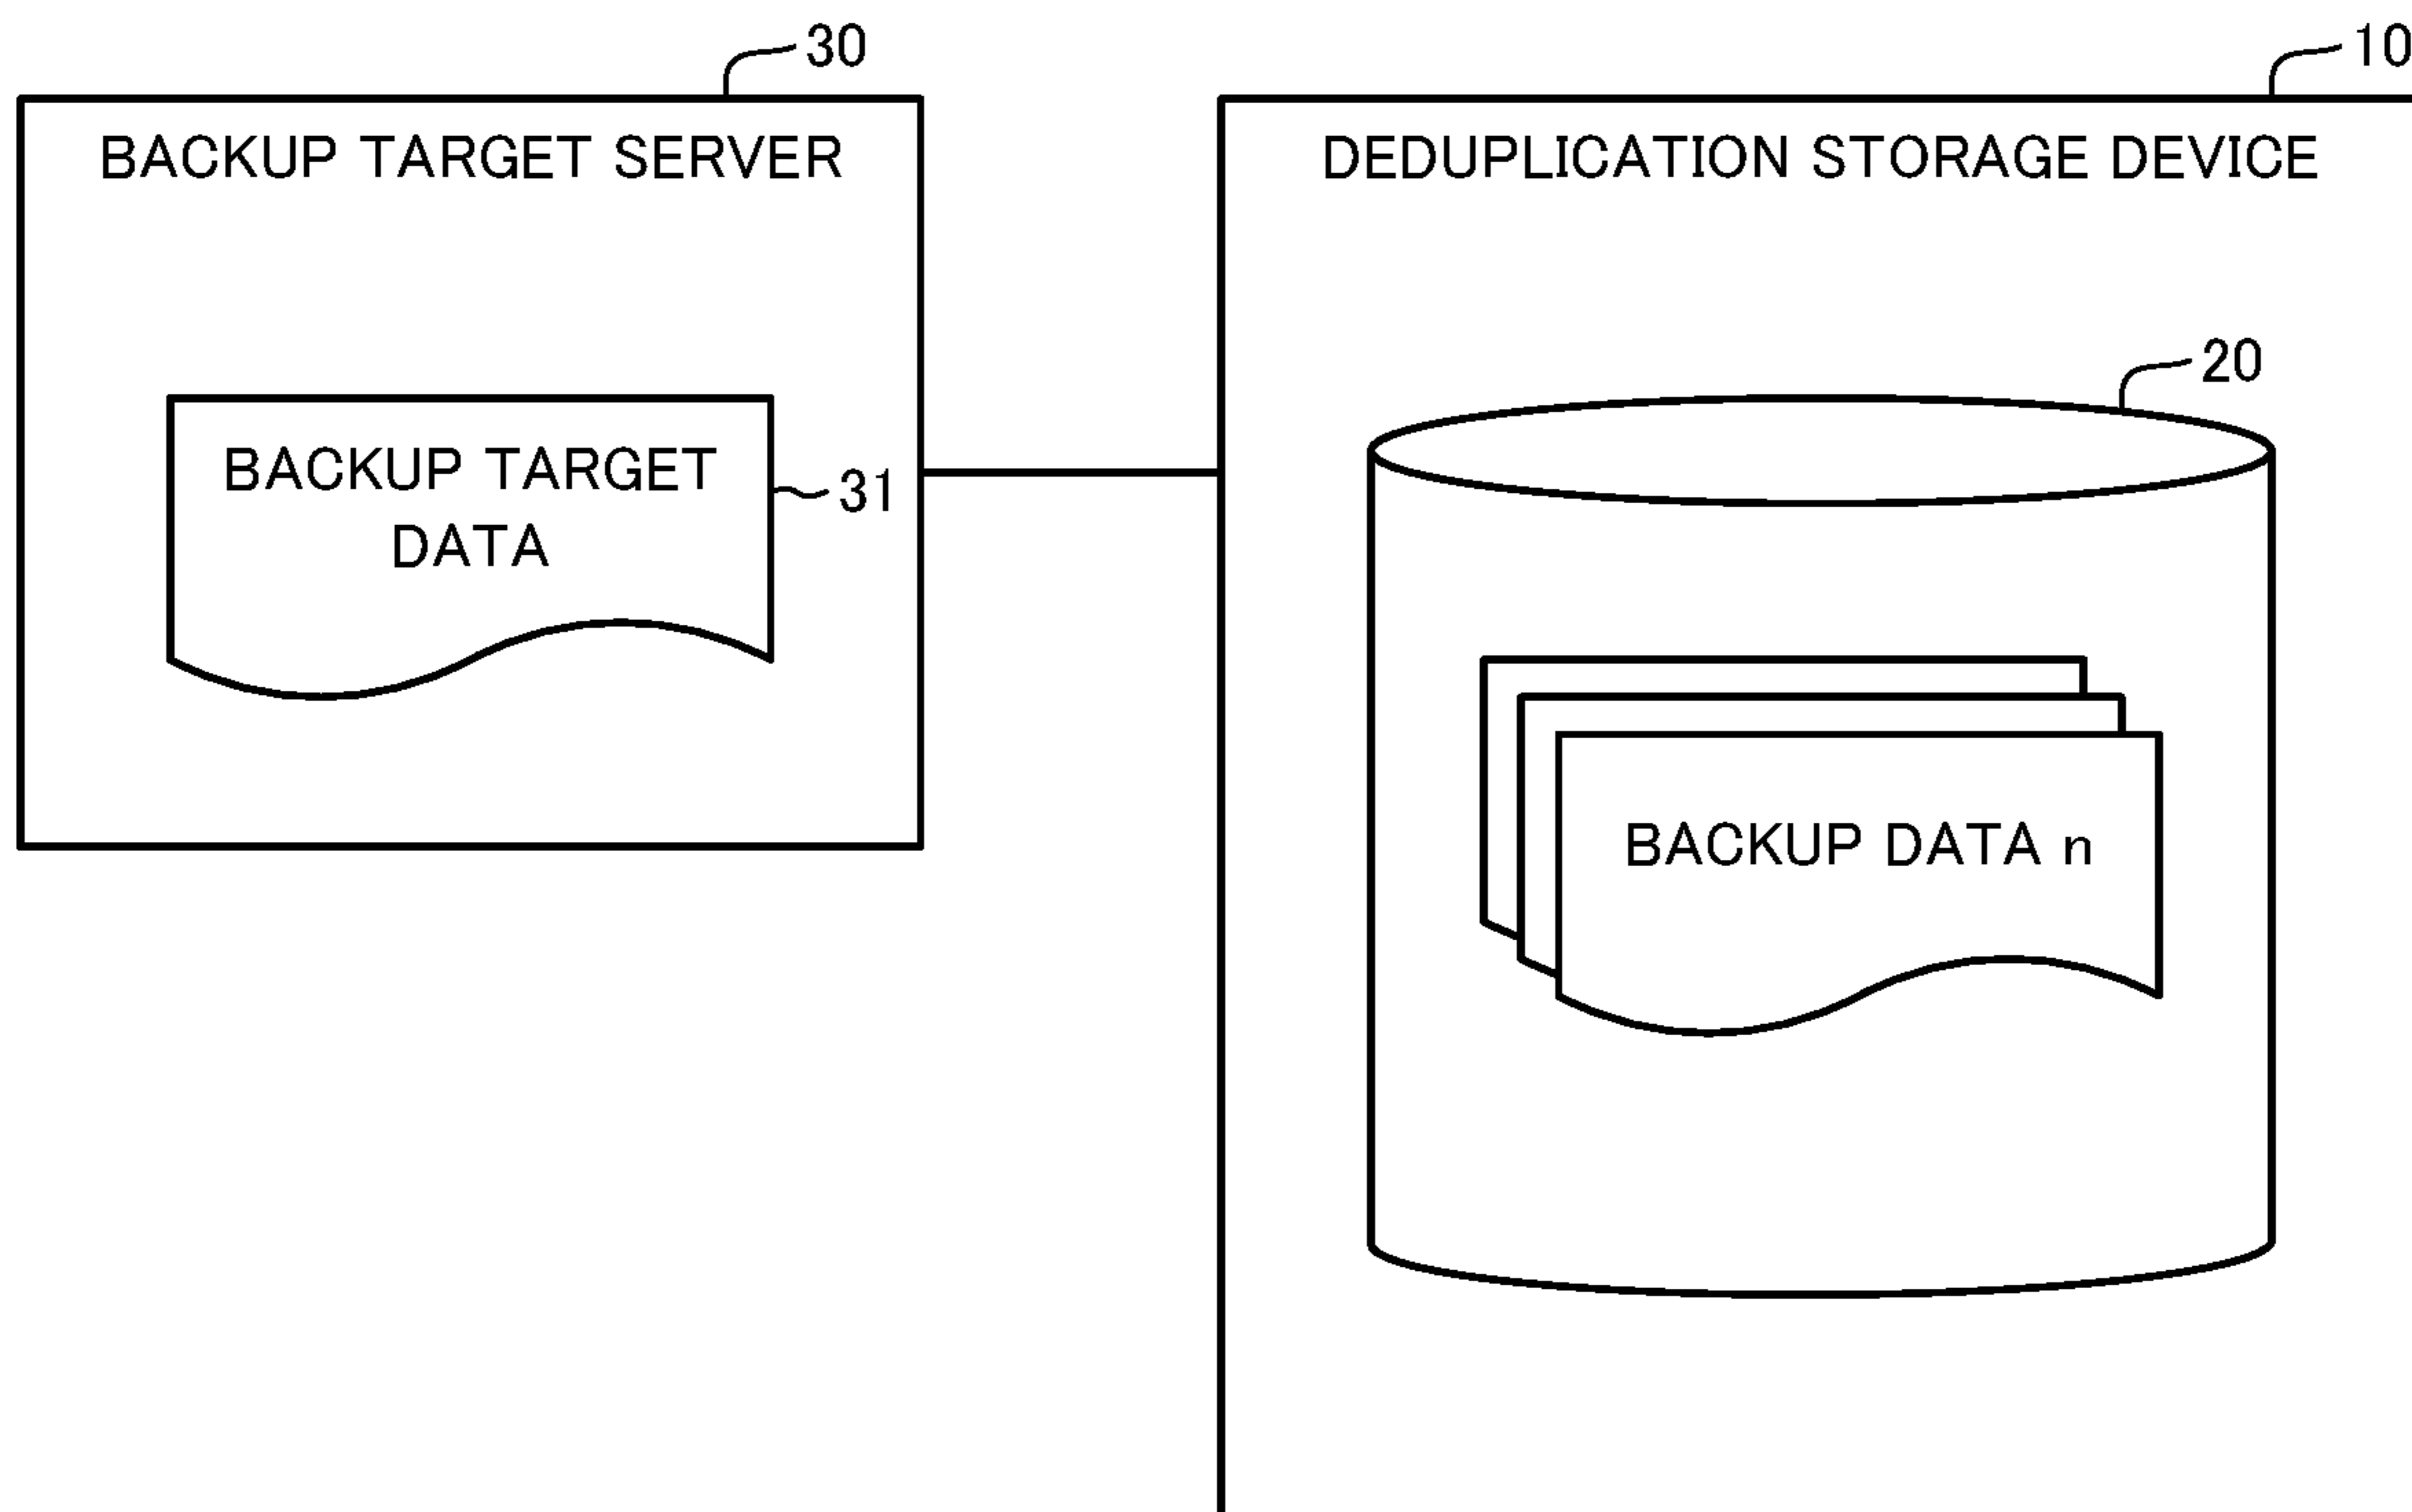 30
BACKUP TARGET SERVER
BACKUP TARGET
DATA
31
10
DEDUPLICATION STORAGE DEVICE
20
BACKUP DATA n